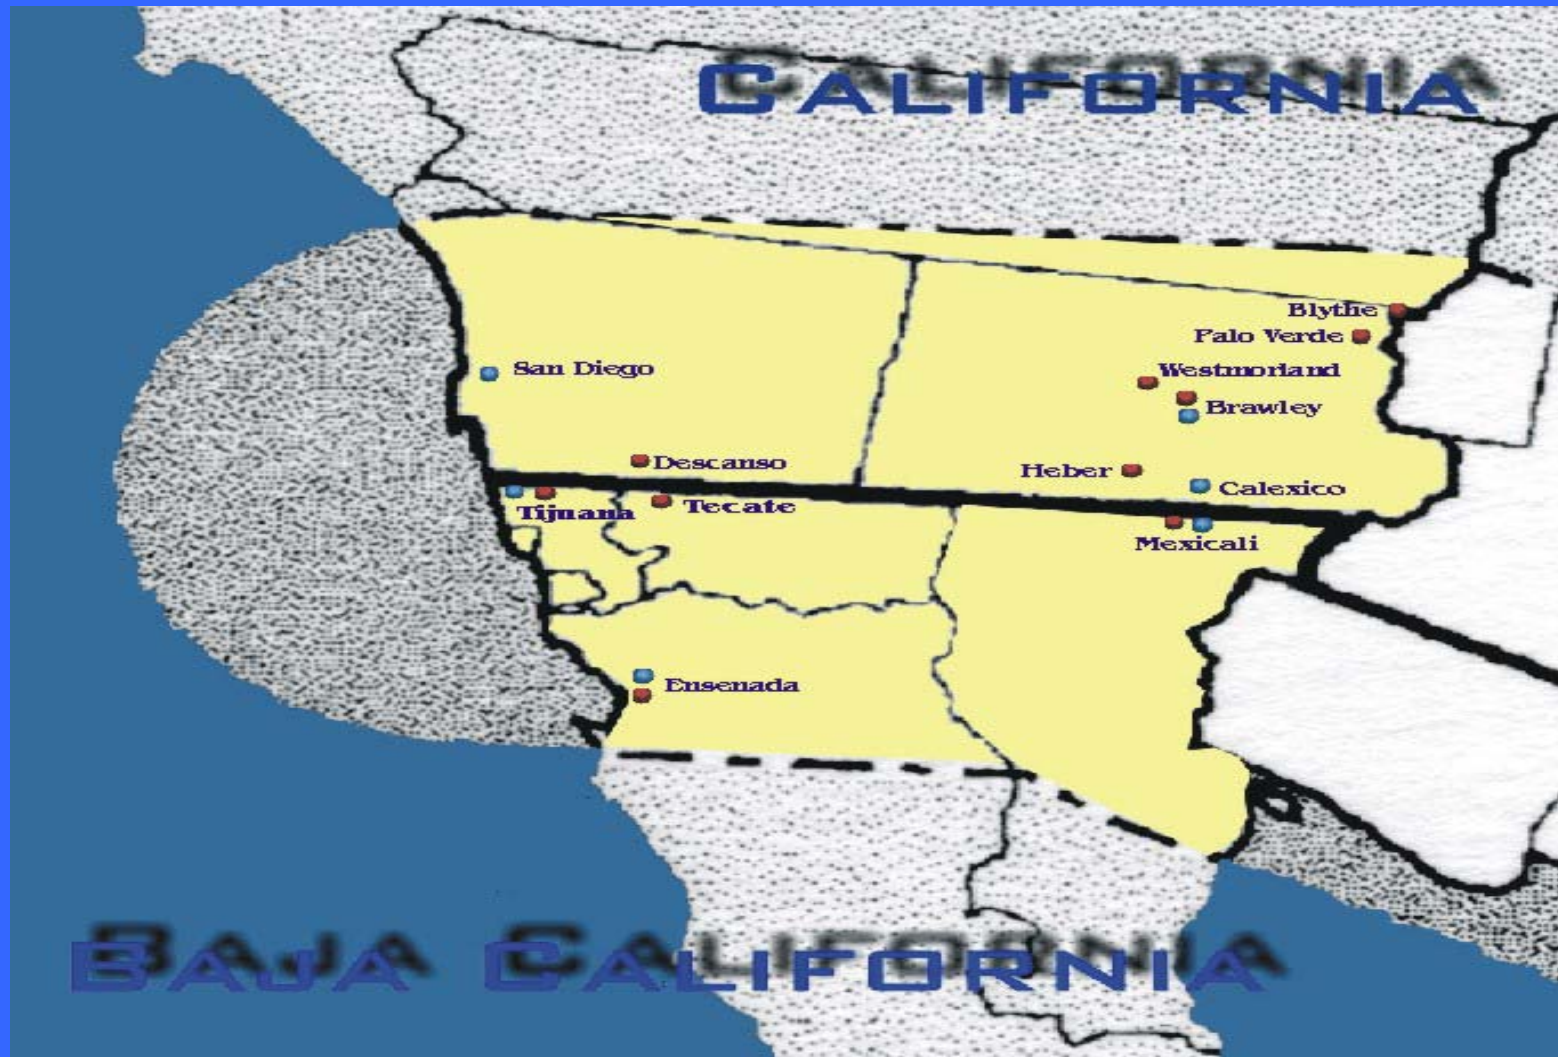 CALIFORNIA
Blythe
Palo Verde
Westmorland
San Diego
Brawley
Descanso
Heber
Calexico
Tijuana
Tecate
Mexicali
Ensenada
BAJA CALIFORNIA